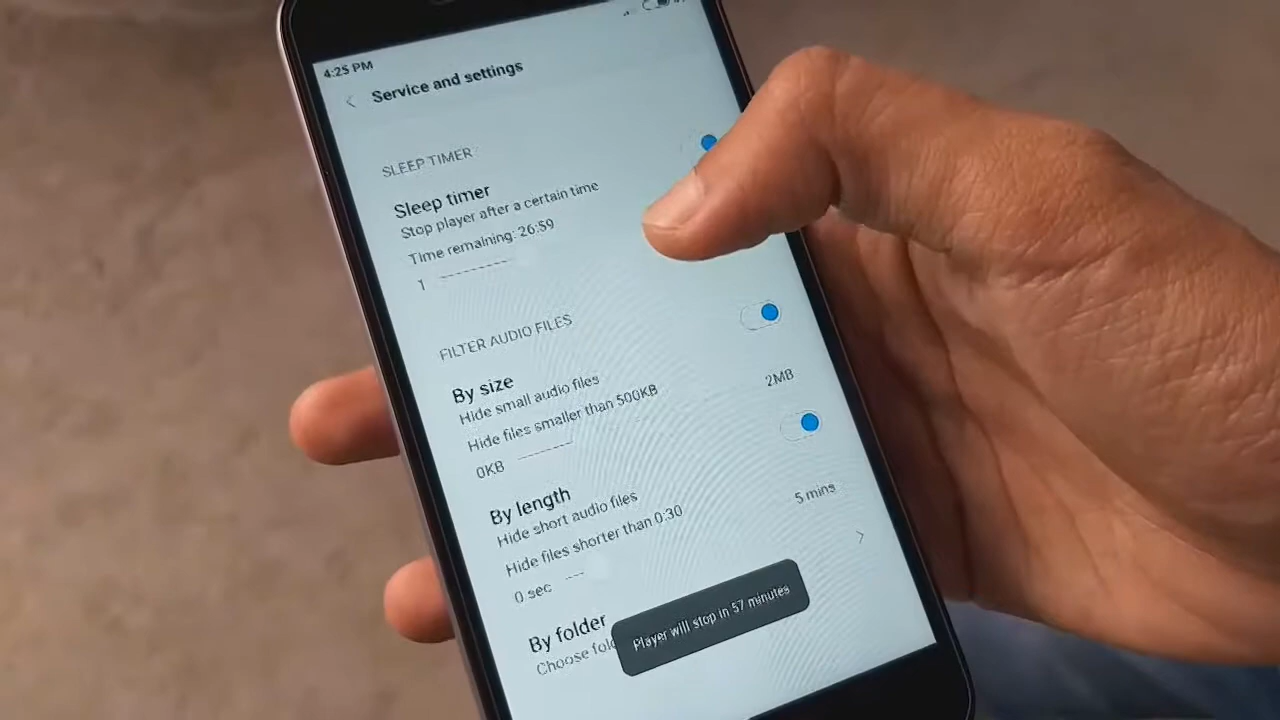 4:25 PM
Service and settings
SLEEP TIMER
Sleep timer
Stop player after a certain time
Time remaining: 26:59
1
FILTER AUDIO FILES
By size
Hide small audio files
Hide files smaller than 500KB
0KB
2MB
By length
Hide short audio files
Hide files shorter than 0:30
0 sec
5 mins
By folder
Choose
Player will stop in 57 minutes